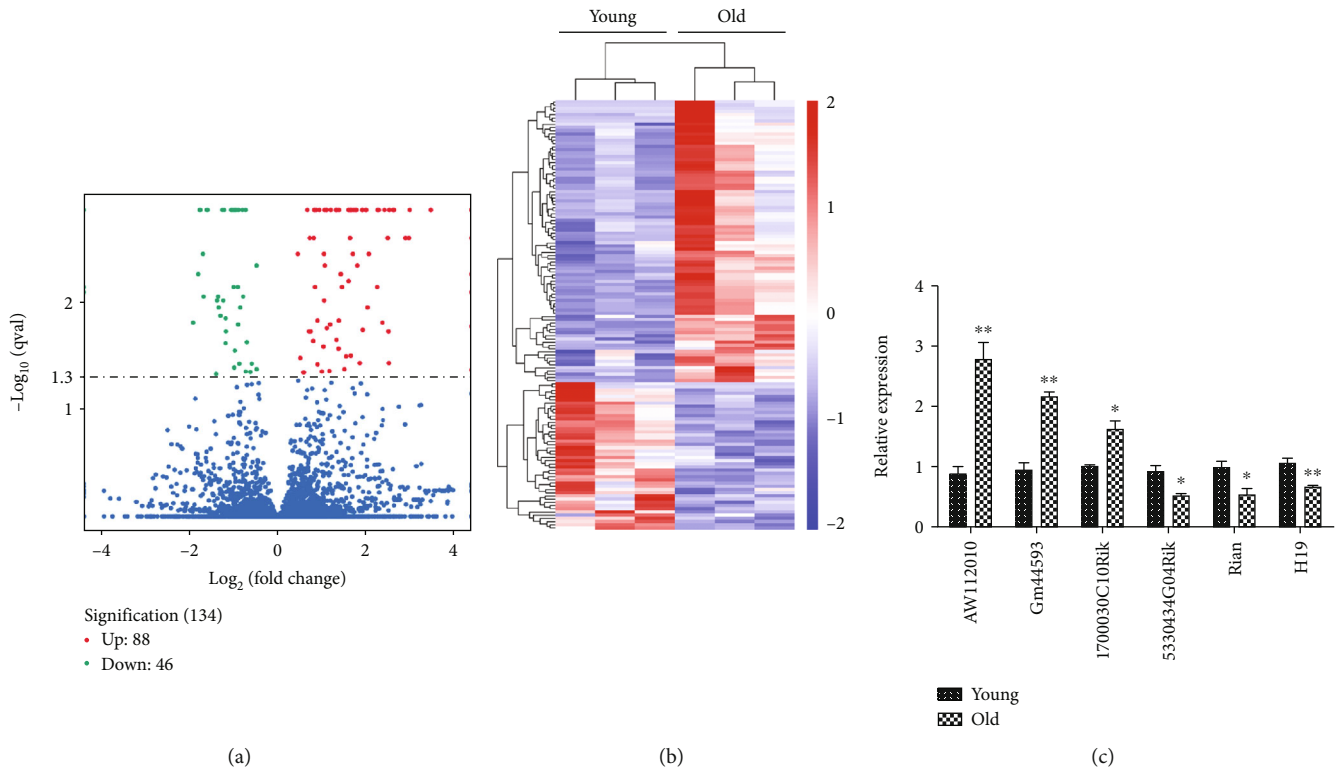 −Log10 (qval)
2
1.3
1
−4
−2
0
2
4
Log2 (fold change)
Signification (134)
Up: 88
Down: 46
(a)
Young
Old
2
1
0
−1
−2
(b)
Relative expression
4
3
2
1
0
**
**
*
*
*
**
AW112010
Gm44593
1700030C10Rik
5330434G04Rik
Rian
H19
Young
Old
(c)